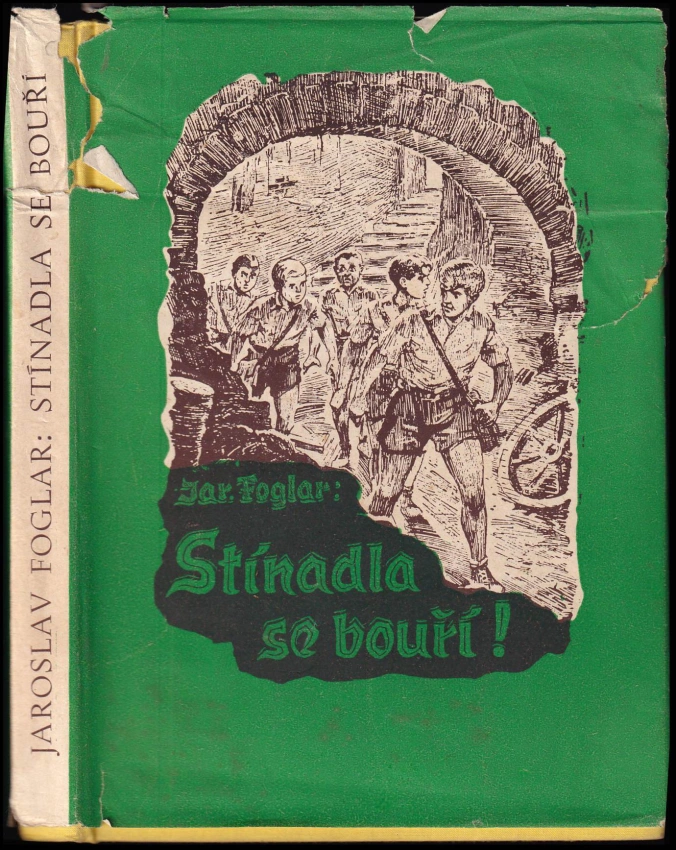 JAROSLAV FOGLAR: STÍNADLA SE BOUŘÍ
Jar. Foglar:
Stínadla
se bouří!